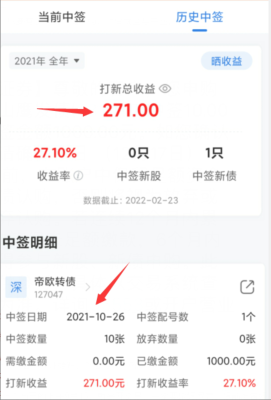 当前中签 历史中签
2021年 全年 晒收益
打新总收益
271.00
27.10% 0只 1只
收益率 中签新股 中签新债
数据截止：2022-02-23
中签明细
深 帝欧转债
127047
中签日期 2021-10-26 中签配号数 1个
中签数量 10张 放弃数量 0张
需缴金额 0.00元 已缴金额 1000.00元
打新收益 271.00元 打新收益率 27.10%